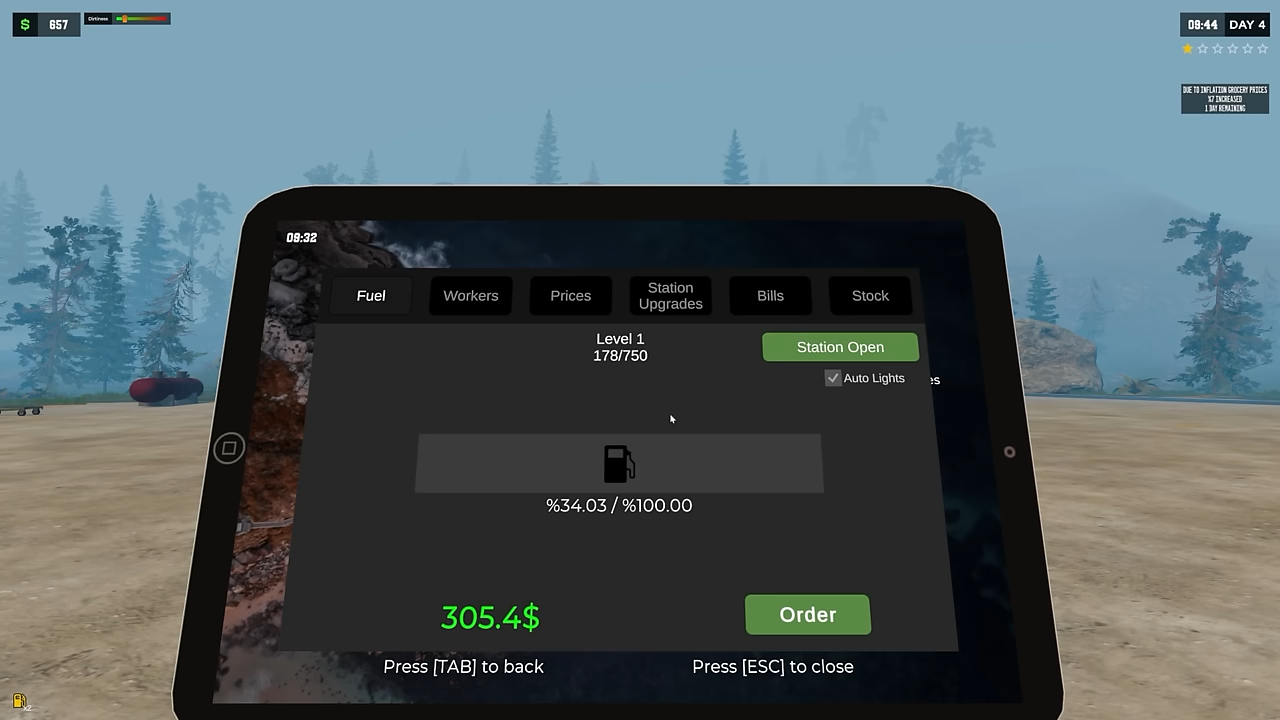 $ 657
Dirtiness
09:44 DAY 4
DUE TO INFLATION GROCERY PRICES
%7 INCREASED
1 DAY REMAINING
09:32
Fuel
Workers
Prices
Station
Upgrades
Bills
Stock
Level 1
178/750
Station Open
Auto Lights
es
%34.03 / %100.00
305.4$
Order
Press [TAB] to back
Press [ESC] to close
x2